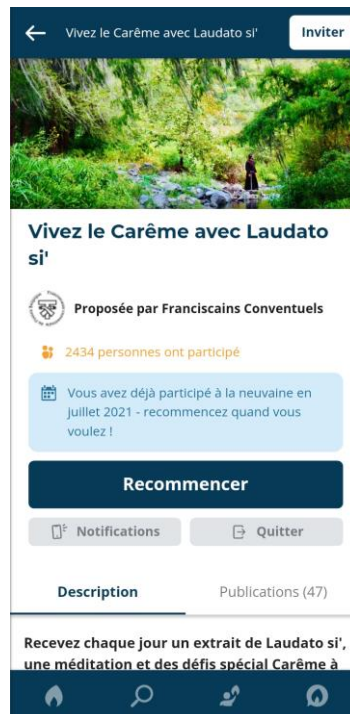 Vivez le Carême avec Laudato si'
Inviter
Vivez le Carême avec Laudato
si'
Proposée par Franciscains Conventuels
2434 personnes ont participé
Vous avez déjà participé à la neuvaine en
juillet 2021 - recommencez quand vous
voulez !
Recommencer
Notifications
Quitter
Description
Publications (47)
Recevez chaque jour un extrait de Laudato si',
une méditation et des défis spécial Carême à